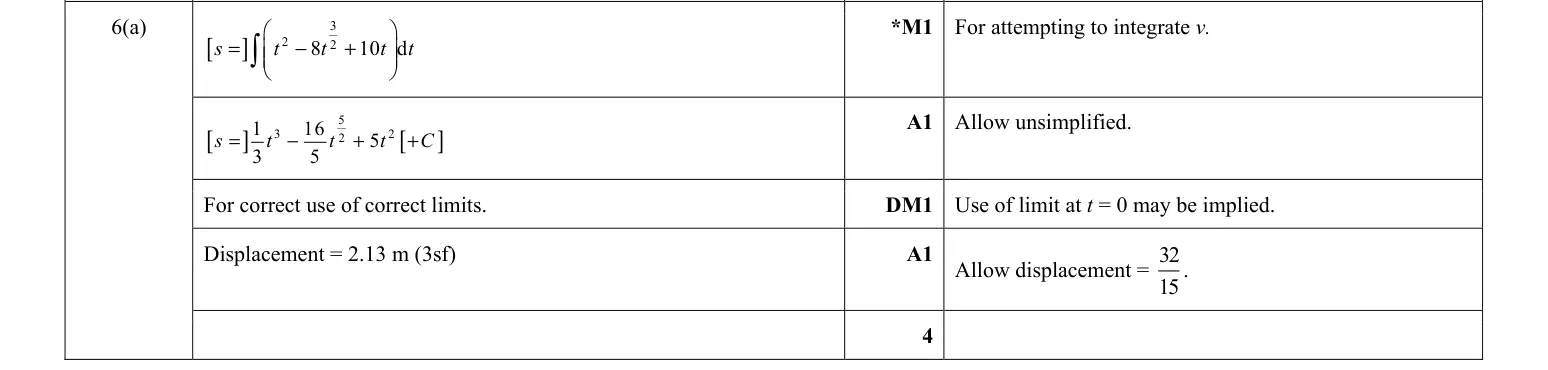 6(a)
[s =]∫(t² − 8t^(3/2) + 10t)dt
*M1
For attempting to integrate v.
[s =]1/3 t³ − 16/5 t^(5/2) + 5t² [+C]
A1
Allow unsimplified.
For correct use of correct limits.
DM1
Use of limit at t = 0 may be implied.
Displacement = 2.13 m (3sf)
A1
Allow displacement = 32/15.
4